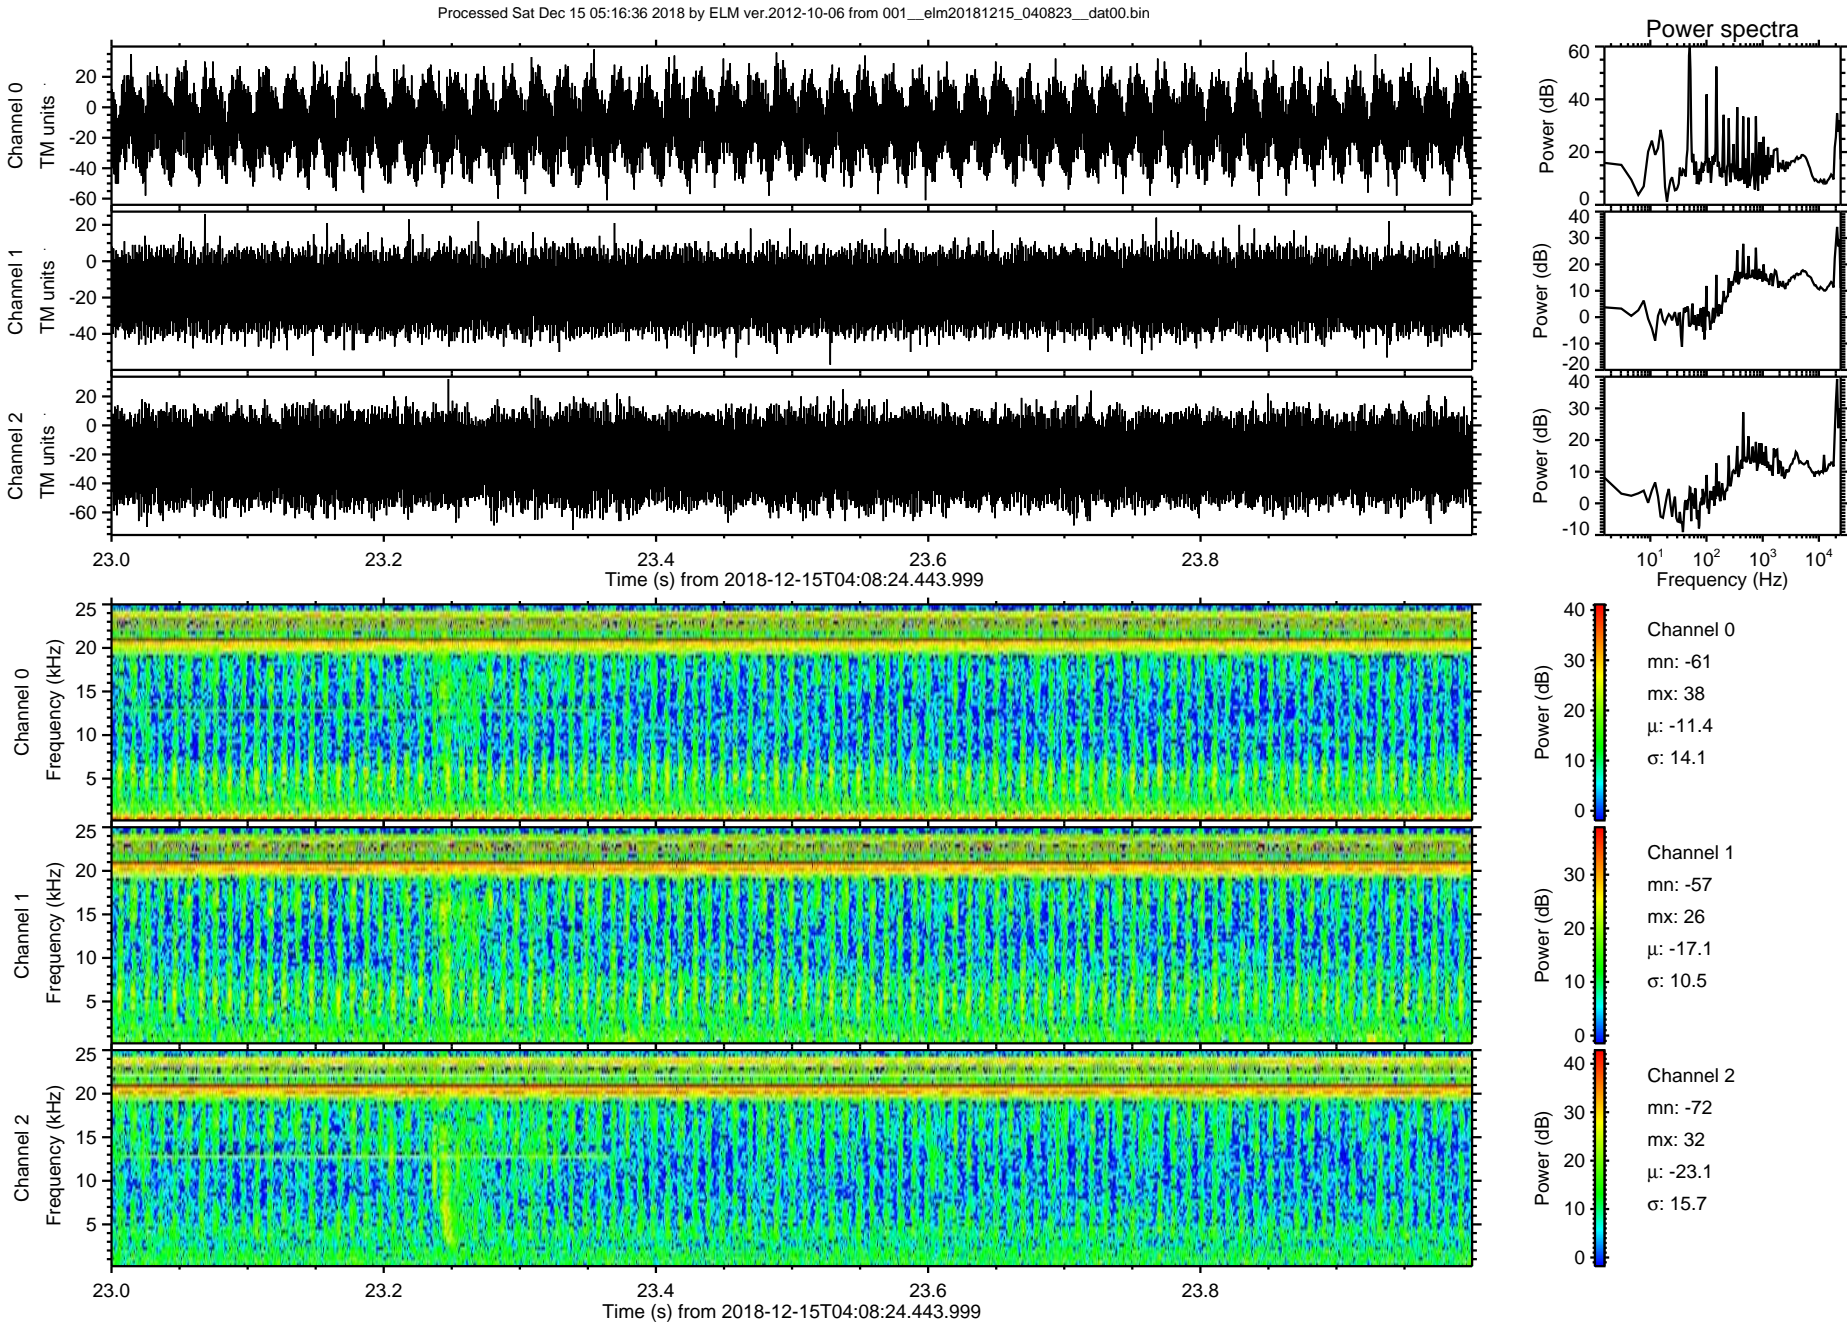 Processed Sat Dec 15 05:16:36 2018 by ELM ver.2012-10-06 from 001__elm20181215_040823__dat00.bin
Power spectra
Channel 0
TM units
20
0
-20
-40
-60
Power (dB)
60
40
20
0
Channel 1
TM units
20
0
-20
-40
Power (dB)
40
30
20
10
0
-10
-20
Channel 2
TM units
20
0
-20
-40
-60
Power (dB)
40
30
20
10
0
-10
23.0 23.2 23.4 23.6 23.8
Time (s) from 2018-12-15T04:08:24.443.999
10^1 10^2 10^3 10^4
Frequency (Hz)
Channel 0
Frequency (kHz)
25
20
15
10
5
Power (dB)
40
30
20
10
0
Channel 0
mn: -61
mx: 38
μ: -11.4
σ: 14.1
Channel 1
Frequency (kHz)
25
20
15
10
5
Power (dB)
30
20
10
0
Channel 1
mn: -57
mx: 26
μ: -17.1
σ: 10.5
Channel 2
Frequency (kHz)
25
20
15
10
5
Power (dB)
40
30
20
10
0
Channel 2
mn: -72
mx: 32
μ: -23.1
σ: 15.7
23.0 23.2 23.4 23.6 23.8
Time (s) from 2018-12-15T04:08:24.443.999